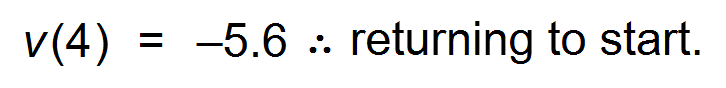 v(4) = –5.6 ∴ returning to start.